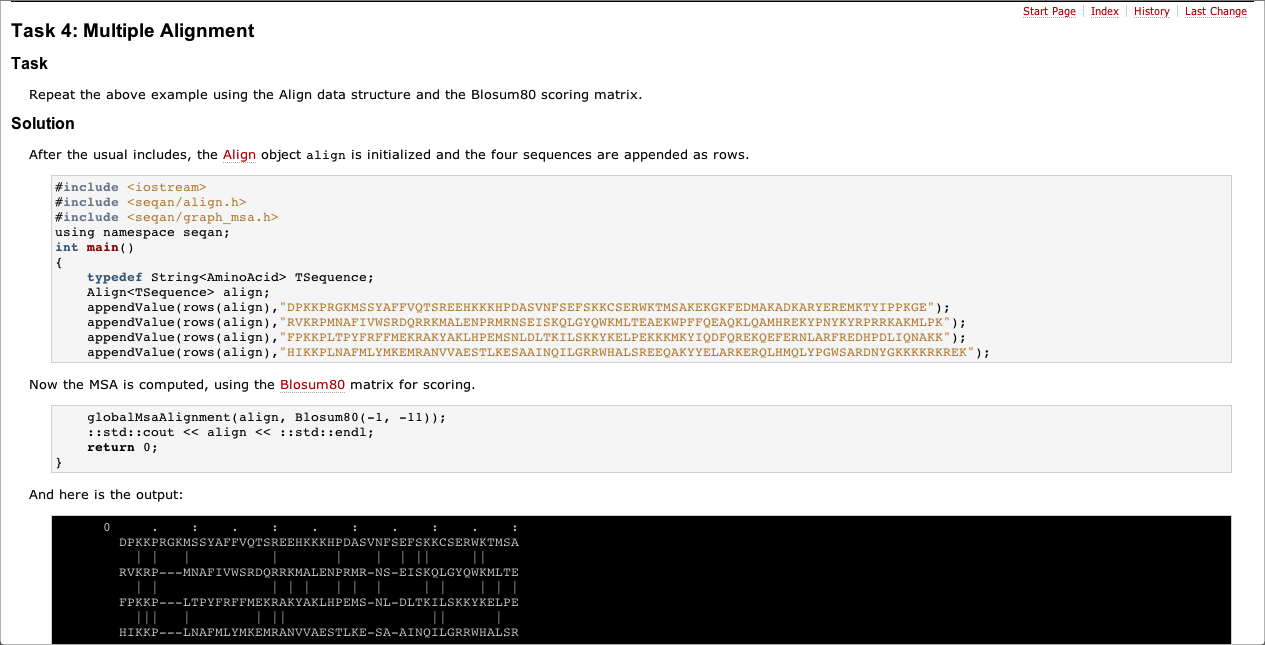 Start Page Index History Last Change
Task 4: Multiple Alignment
Task
Repeat the above example using the Align data structure and the Blosum80 scoring matrix.
Solution
After the usual includes, the Align object align is initialized and the four sequences are appended as rows.
#include <iostream>
#include <seqan/align.h>
#include <seqan/graph_msa.h>
using namespace seqan;
int main()
{
    typedef String<AminoAcid> TSequence;
    Align<TSequence> align;
    appendValue(rows(align),"DPKKPRGKMSSYAFFVQTSREEHKKKHPDASVNFSEFSKKCSERWKTMSAKEKGKFEDMAKADKARYEREMKTYIPPKGE");
    appendValue(rows(align),"RVKRPMNAFIVWSRDQRRKMALENPRMRNSEISKQLGYQWKMLTEAEKWPFFQEAQKLQAMHREKYPNYKYRPRRKAKMLPK");
    appendValue(rows(align),"FPKKPLTPYFRFFMEKRAKYAKLHPEMSNLDLTKILSKKYKELPEKKKMKYIQDFQREKQEFERNLARFREDHPDLIQNAKK");
    appendValue(rows(align),"HIKKPLNAFMLYMKEMRANVVAESTLKESAAINQILGRRWHALSREEQAKYYELARKERQLHMQLYPGWSARDNYGKKKKRKREK");
Now the MSA is computed, using the Blosum80 matrix for scoring.
    globalMsaAlignment(align, Blosum80(-1, -11));
    ::std::cout << align << ::std::endl;
    return 0;
}
And here is the output:
0     .    :    .    :    .    :    .    :    .    :
DPKKPRGKMSSYAFFVQTSREEHKKKHPDASVNFSEFSKKCSERWKTMSA
  | |   |          |       |    |  | ||     ||
RVKRP---MNAFIVWSRDQRRKMALENPRMR-NS-EISKQLGYQWKMLTE
  | |              | | |   | |  |     | |    | | |
FPKKP---LTPYFRFFMEKRAKYAKLHPEMS-NL-DLTKILSKKYKELPE
  |||   |        | ||                  ||      |
HIKKP---LNAFMLYMKEMRANVVAESTLKE-SA-AINQILGRRWHALSR